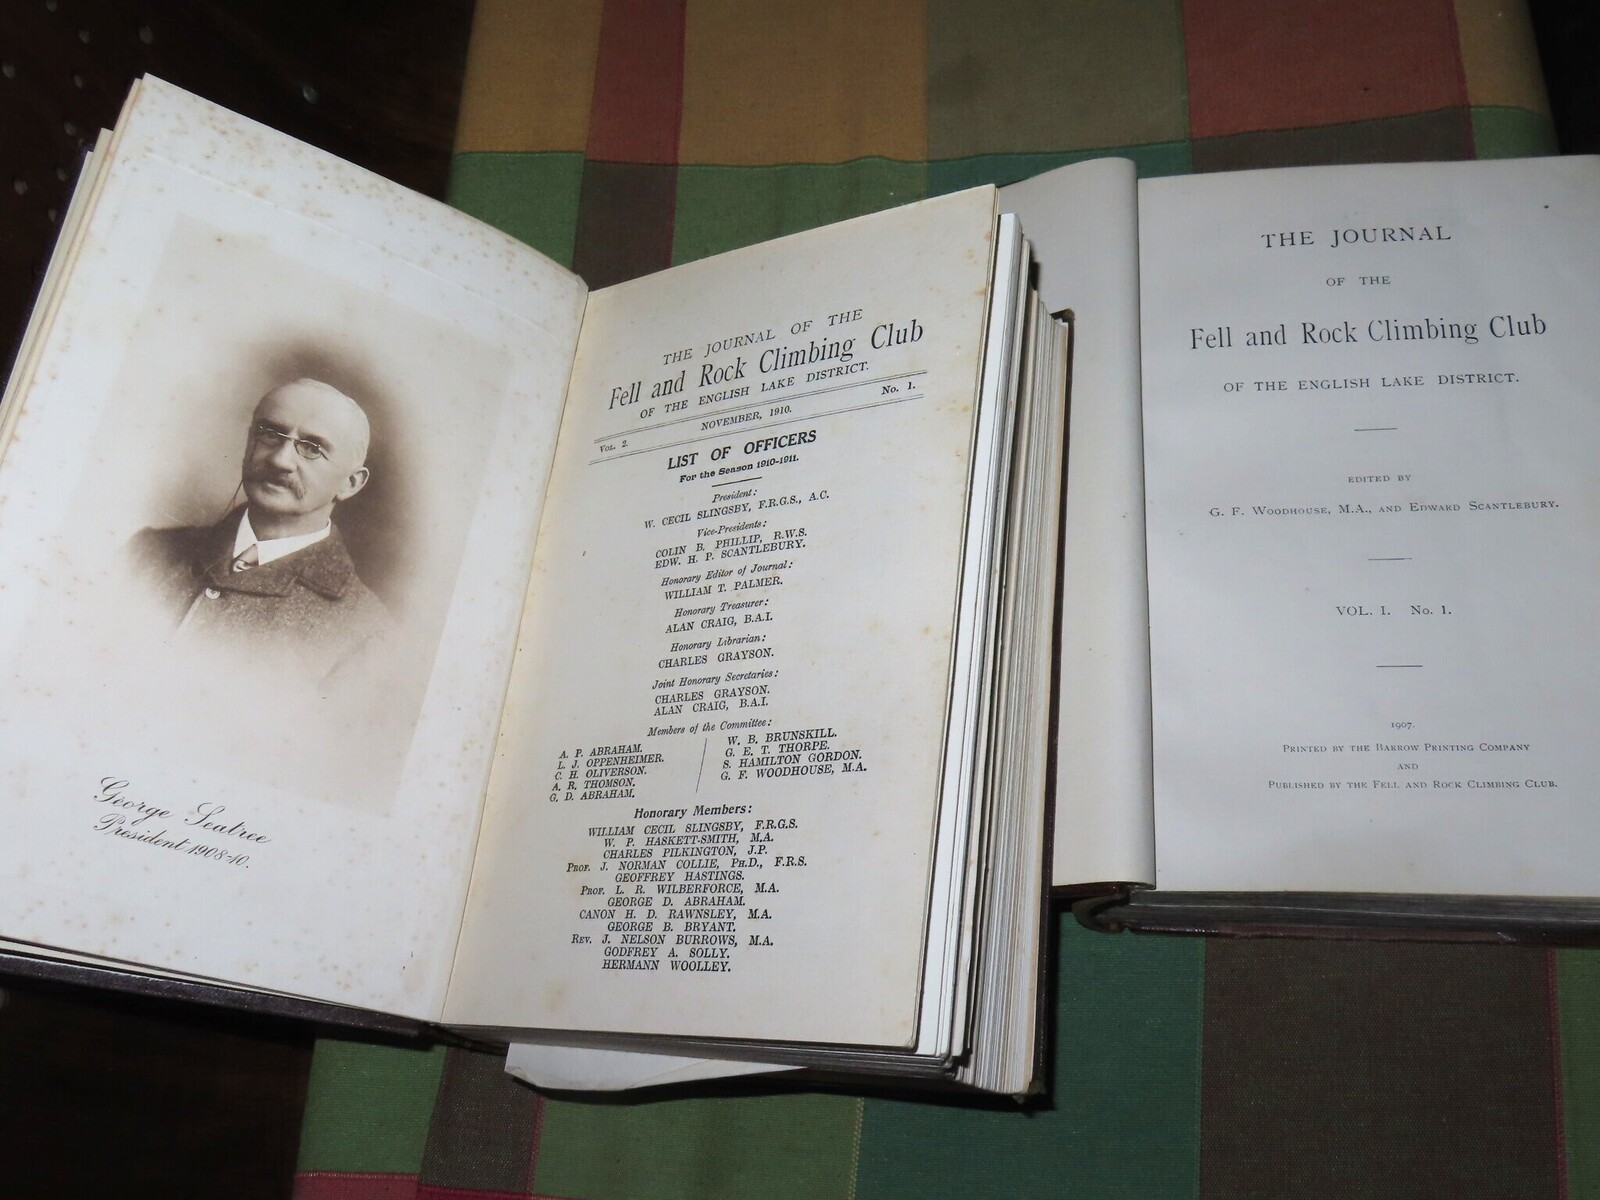 George Seatree
President 1908-10.
THE JOURNAL OF THE
Fell and Rock Climbing Club
OF THE ENGLISH LAKE DISTRICT.
Vol. 2. NOVEMBER, 1910. No. 1.
LIST OF OFFICERS
For the Season 1910-1911.
President:
W. CECIL SLINGSBY, F.R.G.S., A.C.
Vice-Presidents:
COLIN B. PHILLIP, R.W.S.
EDW. H. P. SCANTLEBURY.
Honorary Editor of Journal:
WILLIAM T. PALMER.
Honorary Treasurer:
ALAN CRAIG, B.A.I.
Honorary Librarian:
CHARLES GRAYSON.
Joint Honorary Secretaries:
CHARLES GRAYSON.
ALAN CRAIG, B.A.I.
Members of the Committee:
A. P. ABRAHAM.
L. J. OPPENHEIMER.
C. H. OLIVERSON.
A. R. THOMSON.
G. D. ABRAHAM.
W. B. BRUNSKILL.
G. E. T. THORPE.
S. HAMILTON GORDON.
G. F. WOODHOUSE, M.A.
Honorary Members:
WILLIAM CECIL SLINGSBY, F.R.G.S.
W. P. HASKETT-SMITH, M.A.
CHARLES PILKINGTON, J.P.
Prof. J. NORMAN COLLIE, Ph.D., F.R.S.
GEOFFREY HASTINGS.
Prof. L. R. WILBERFORCE, M.A.
GEORGE D. ABRAHAM.
CANON H. D. RAWNSLEY, M.A.
GEORGE B. BRYANT.
Rev. J. NELSON BURROWS, M.A.
GODFREY A. SOLLY.
HERMANN WOOLLEY.
THE JOURNAL
OF THE
Fell and Rock Climbing Club
OF THE ENGLISH LAKE DISTRICT.
EDITED BY
G. F. Woodhouse, M.A., and Edward Scantlebury.
VOL. I. No. 1.
1907.
Printed by the Barrow Printing Company
AND
Published by the Fell and Rock Climbing Club.